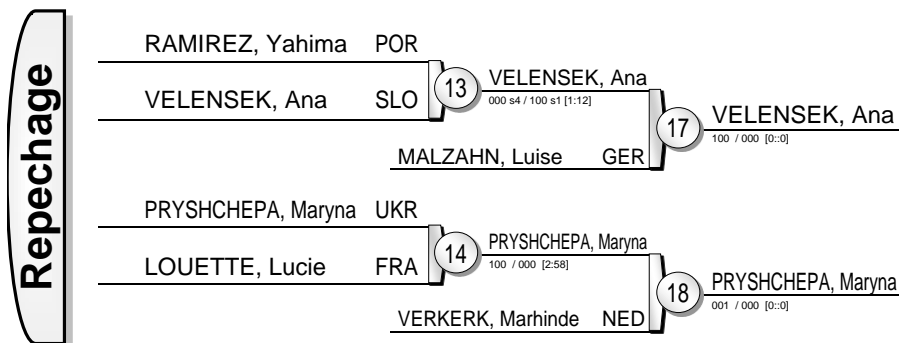 Repechage
RAMIREZ, Yahima POR
VELENSEK, Ana SLO
13
VELENSEK, Ana
000 s4 / 100 s1 [1:12]
MALZAHN, Luise GER
17
VELENSEK, Ana
100 / 000 [0::0]
PRYSHCHEPA, Maryna UKR
LOUETTE, Lucie FRA
14
PRYSHCHEPA, Maryna
100 / 000 [2:58]
VERKERK, Marhinde NED
18
PRYSHCHEPA, Maryna
001 / 000 [0::0]